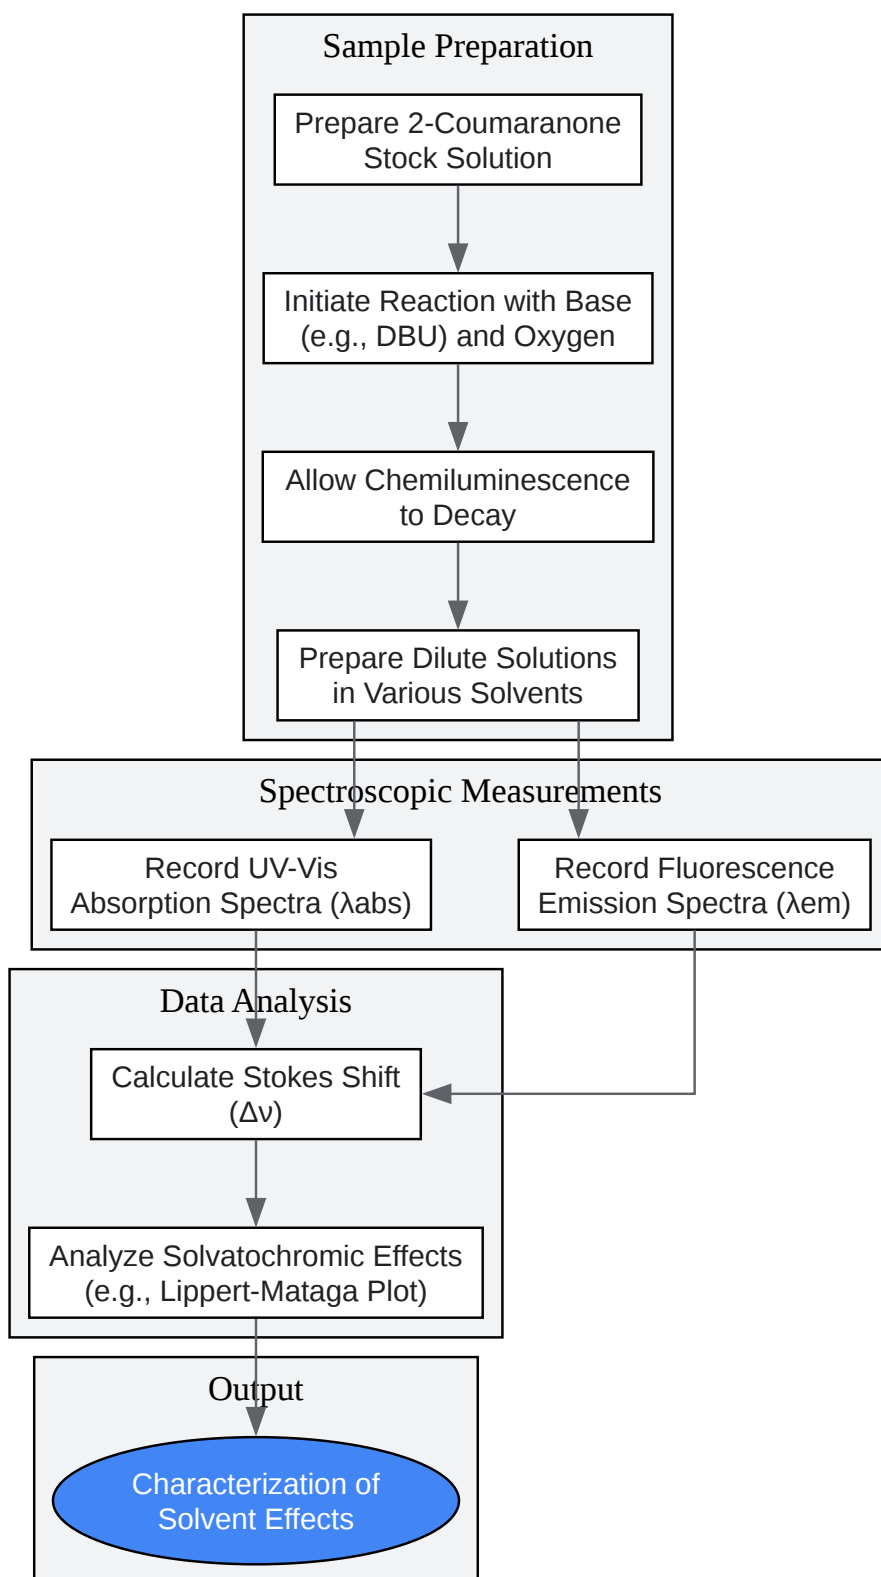 Sample Preparation
Prepare 2-Coumaranone
Stock Solution
Initiate Reaction with Base
(e.g., DBU) and Oxygen
Allow Chemiluminescence
to Decay
Prepare Dilute Solutions
in Various Solvents
Spectroscopic Measurements
Record UV-Vis
Absorption Spectra (λabs)
Record Fluorescence
Emission Spectra (λem)
Data Analysis
Calculate Stokes Shift
(Δν)
Analyze Solvatochromic Effects
(e.g., Lippert-Mataga Plot)
Output
Characterization of
Solvent Effects